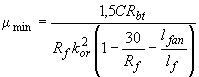 μ_min = 1,5CR_bt / (R_f k_or^2 (1 − 30/R_f − l_fan/l_f))